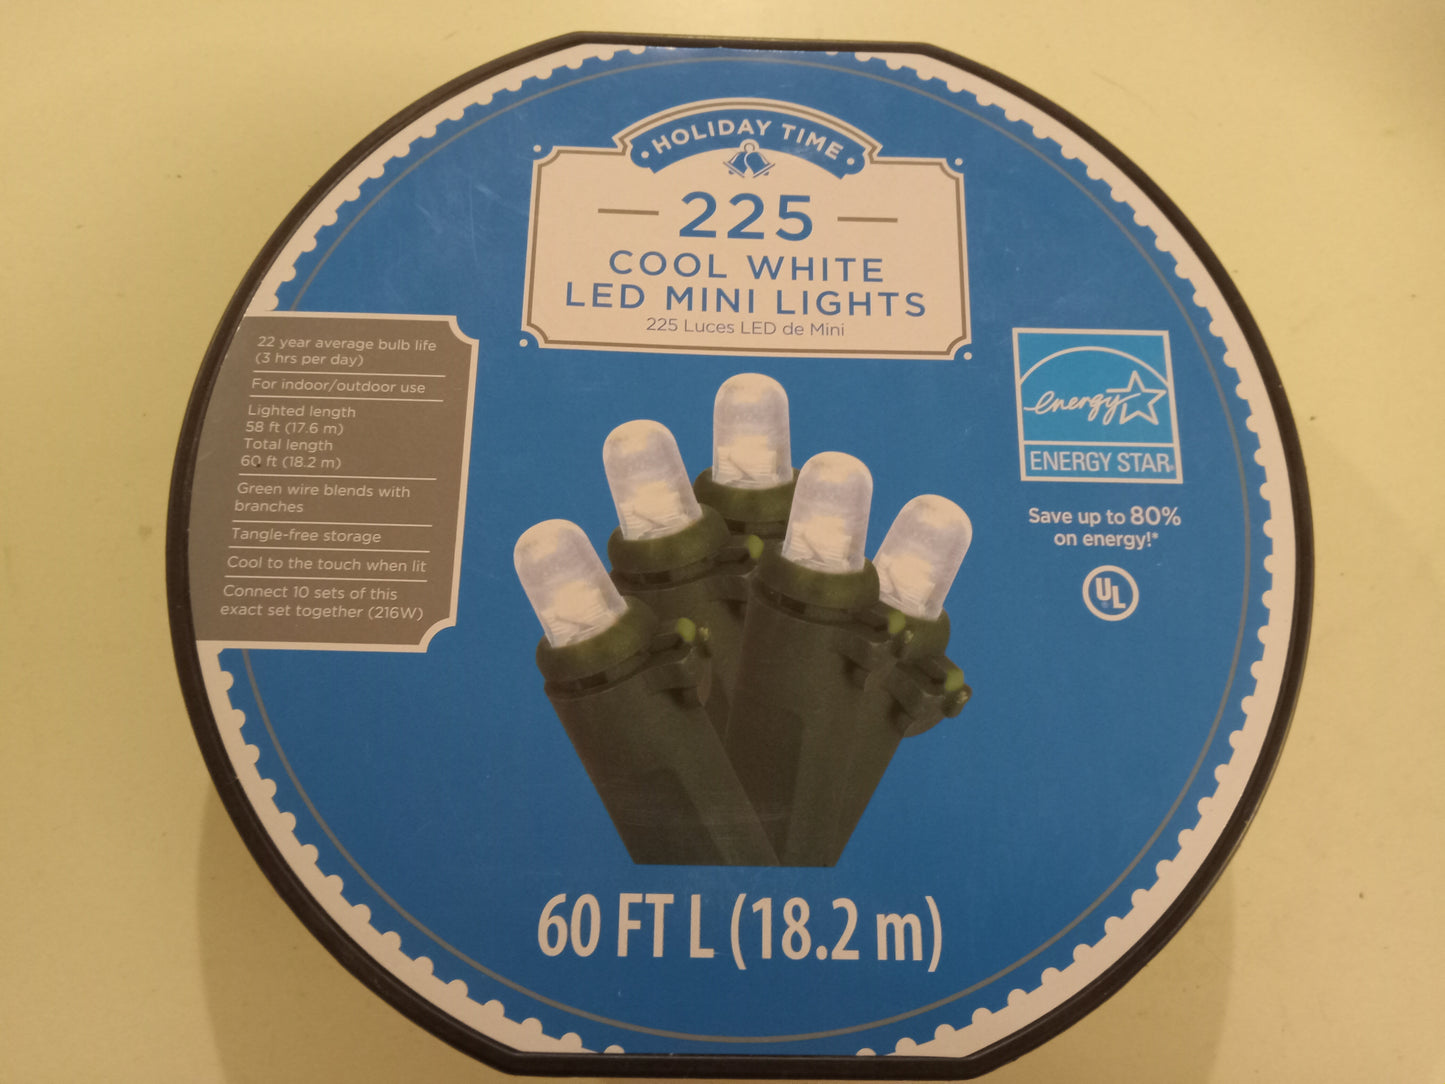 HOLIDAY TIME
225
COOL WHITE
LED MINI LIGHTS
225 Luces LED de Mini
22 year average bulb life
(3 hrs per day)
For indoor/outdoor use
Lighted length
58 ft (17.6 m)
Total length
60 ft (18.2 m)
Green wire blends with
branches
Tangle-free storage
Cool to the touch when lit
Connect 10 sets of this
exact set together (216W)
energy
ENERGY STAR®
Save up to 80%
on energy!*
UL®
60 FT L (18.2 m)